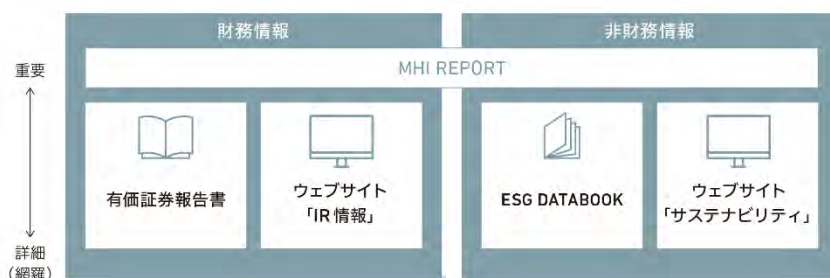 財務情報
非財務情報
重要
MHI REPORT
有価証券報告書
ウェブサイト
「IR情報」
ESG DATABOOK
ウェブサイト
「サステナビリティ」
詳細
（網羅）